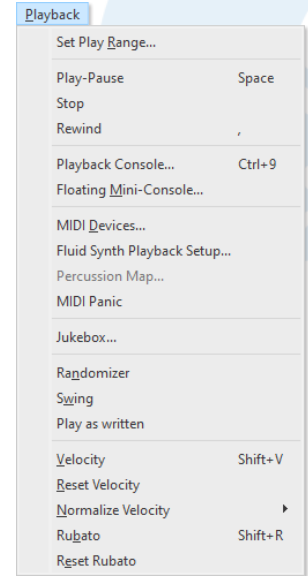 Playback
Set Play Range...
Play-Pause Space
Stop
Rewind ,
Playback Console... Ctrl+9
Floating Mini-Console...
MIDI Devices...
Fluid Synth Playback Setup...
Percussion Map...
MIDI Panic
Jukebox...
Randomizer
Swing
Play as written
Velocity Shift+V
Reset Velocity
Normalize Velocity
Rubato Shift+R
Reset Rubato